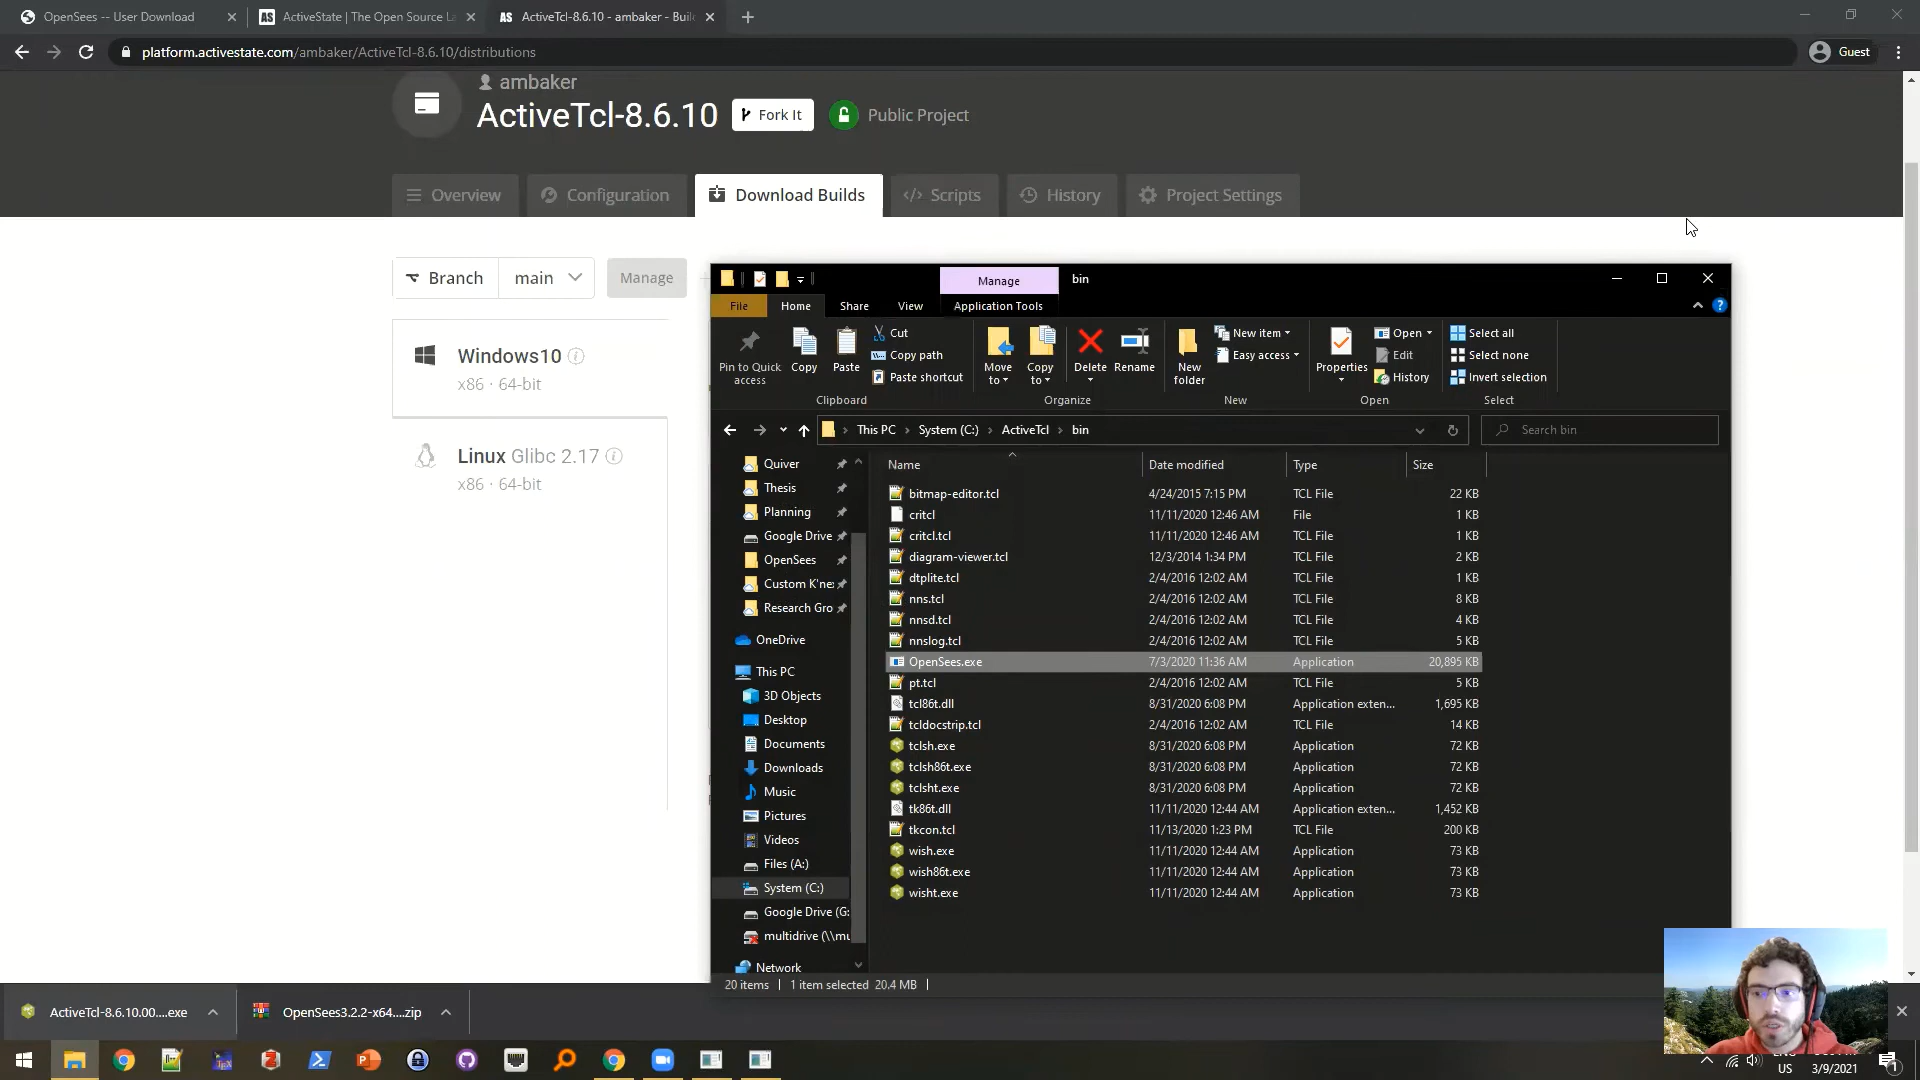 OpenSees -- User Download
ActiveState | The Open Source La
ActiveTcl-8.6.10 - ambaker - Buil
platform.activestate.com/ambaker/ActiveTcl-8.6.10/distributions
Guest
ambaker
ActiveTcl-8.6.10
Fork It
Public Project
Overview
Configuration
Download Builds
Scripts
History
Project Settings
Branch
main
Manage
Windows10
x86 · 64-bit
Linux Glibc 2.17
x86 · 64-bit
Manage
bin
File
Home
Share
View
Application Tools
Pin to Quick access
Copy
Paste
Cut
Copy path
Paste shortcut
Clipboard
Move to
Copy to
Delete
Rename
Organize
New folder
New item
Easy access
New
Properties
Open
Edit
History
Open
Select all
Select none
Invert selection
Select
This PC > System (C:) > ActiveTcl > bin
Search bin
Quiver
Thesis
Planning
Google Drive
OpenSees
Custom K'ne
Research Gro
OneDrive
This PC
3D Objects
Desktop
Documents
Downloads
Music
Pictures
Videos
Files (A:)
System (C:)
Google Drive (G:
multidrive (\\mu
Network
Name Date modified Type Size
bitmap-editor.tcl 4/24/2015 7:15 PM TCL File 22 KB
critcl 11/11/2020 12:46 AM File 1 KB
critcl.tcl 11/11/2020 12:46 AM TCL File 1 KB
diagram-viewer.tcl 12/3/2014 1:34 PM TCL File 2 KB
dtplite.tcl 2/4/2016 12:02 AM TCL File 1 KB
nns.tcl 2/4/2016 12:02 AM TCL File 8 KB
nnsd.tcl 2/4/2016 12:02 AM TCL File 4 KB
nnslog.tcl 2/4/2016 12:02 AM TCL File 5 KB
OpenSees.exe 7/3/2020 11:36 AM Application 20,895 KB
pt.tcl 2/4/2016 12:02 AM TCL File 5 KB
tcl86t.dll 8/31/2020 6:08 PM Application exten... 1,695 KB
tcldocstrip.tcl 2/4/2016 12:02 AM TCL File 14 KB
tclsh.exe 8/31/2020 6:08 PM Application 72 KB
tclsh86t.exe 8/31/2020 6:08 PM Application 72 KB
tclsht.exe 8/31/2020 6:08 PM Application 72 KB
tk86t.dll 11/11/2020 12:44 AM Application exten... 1,452 KB
tkcon.tcl 11/13/2020 1:23 PM TCL File 200 KB
wish.exe 11/11/2020 12:44 AM Application 73 KB
wish86t.exe 11/11/2020 12:44 AM Application 73 KB
wisht.exe 11/11/2020 12:44 AM Application 73 KB
20 items
1 item selected 20.4 MB
ActiveTcl-8.6.10.00....exe
OpenSees3.2.2-x64....zip
US
3/9/2021
1